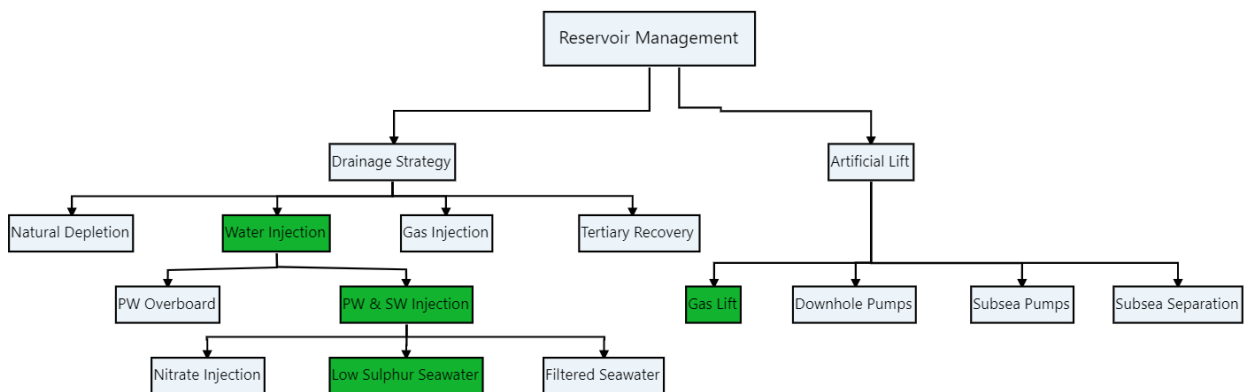 Reservoir Management
Drainage Strategy
Artificial Lift
Natural Depletion
Water Injection
Gas Injection
Tertiary Recovery
PW Overboard
PW & SW Injection
Gas Lift
Downhole Pumps
Subsea Pumps
Subsea Separation
Nitrate Injection
Low Sulphur Seawater
Filtered Seawater